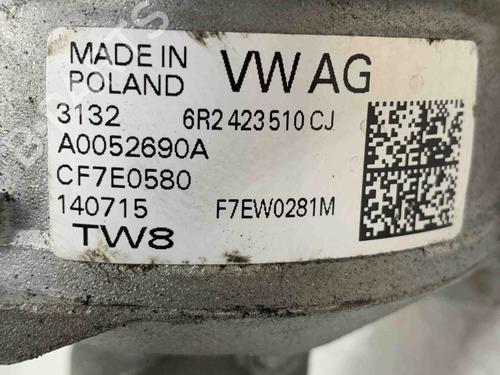 MADE IN
POLAND
VW AG
3132 6R2 423 510 CJ
A0052690A
CF7E0580
140715 F7EW0281M
TW8